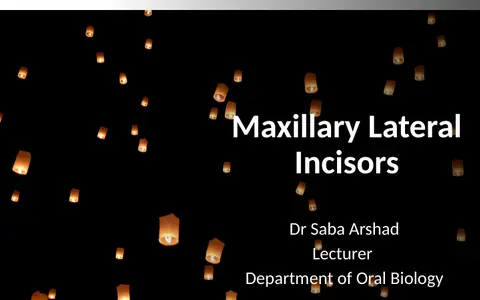 Maxillary Lateral
Incisors
Dr Saba Arshad
Lecturer
Department of Oral Biology